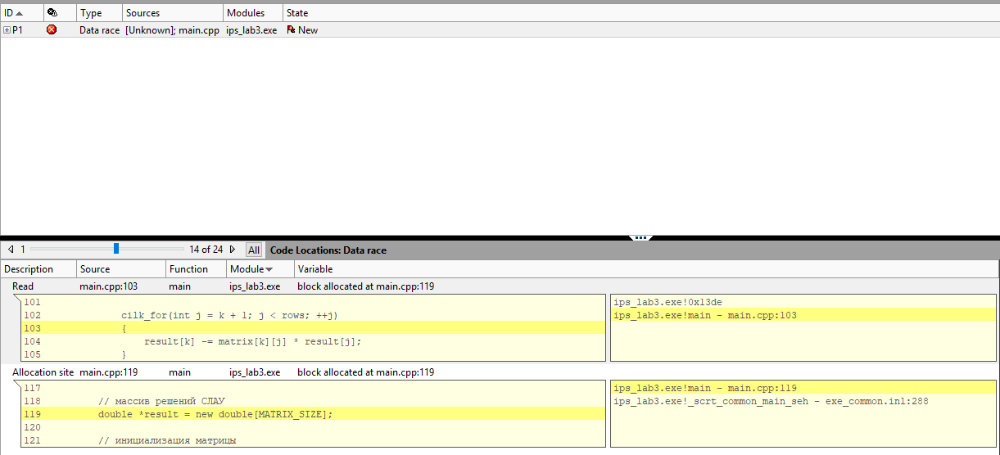 ID Type Sources Modules State
P1 Data race [Unknown]; main.cpp ips_lab3.exe New
1 14 of 24 All Code Locations: Data race
Description Source Function Module Variable
Read main.cpp:103 main ips_lab3.exe block allocated at main.cpp:119
101 ips_lab3.exe!0x13de
102 cilk_for(int j = k + 1; j < rows; ++j) ips_lab3.exe!main - main.cpp:103
103 {
104 result[k] -= matrix[k][j] * result[j];
105 }
Allocation site main.cpp:119 main ips_lab3.exe block allocated at main.cpp:119
117 ips_lab3.exe!main - main.cpp:119
118 // массив решений СЛАУ ips_lab3.exe!_scrt_common_main_seh - exe_common.inl:288
119 double *result = new double[MATRIX_SIZE];
120
121 // инициализация матрицы